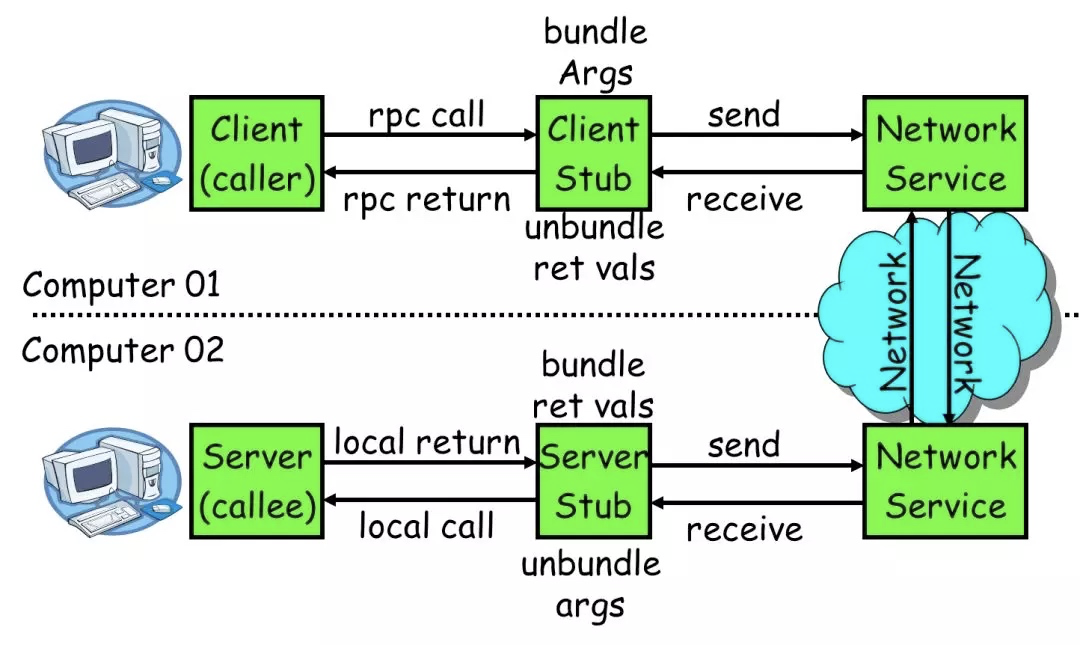 bundle
Args
Client
(caller)
rpc call
rpc return
Client
Stub
send
receive
Network
Service
unbundle
ret vals
Computer 01
Network
Network
Computer 02
bundle
ret vals
Server
(callee)
local return
local call
Server
Stub
send
receive
Network
Service
unbundle
args